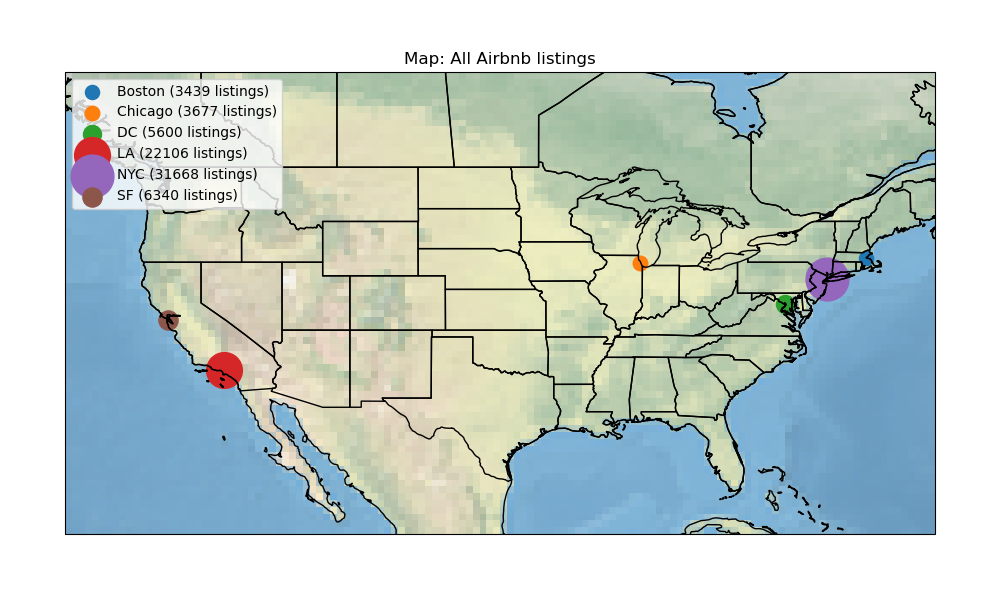 Map: All Airbnb listings
Boston (3439 listings)
Chicago (3677 listings)
DC (5600 listings)
LA (22106 listings)
NYC (31668 listings)
SF (6340 listings)